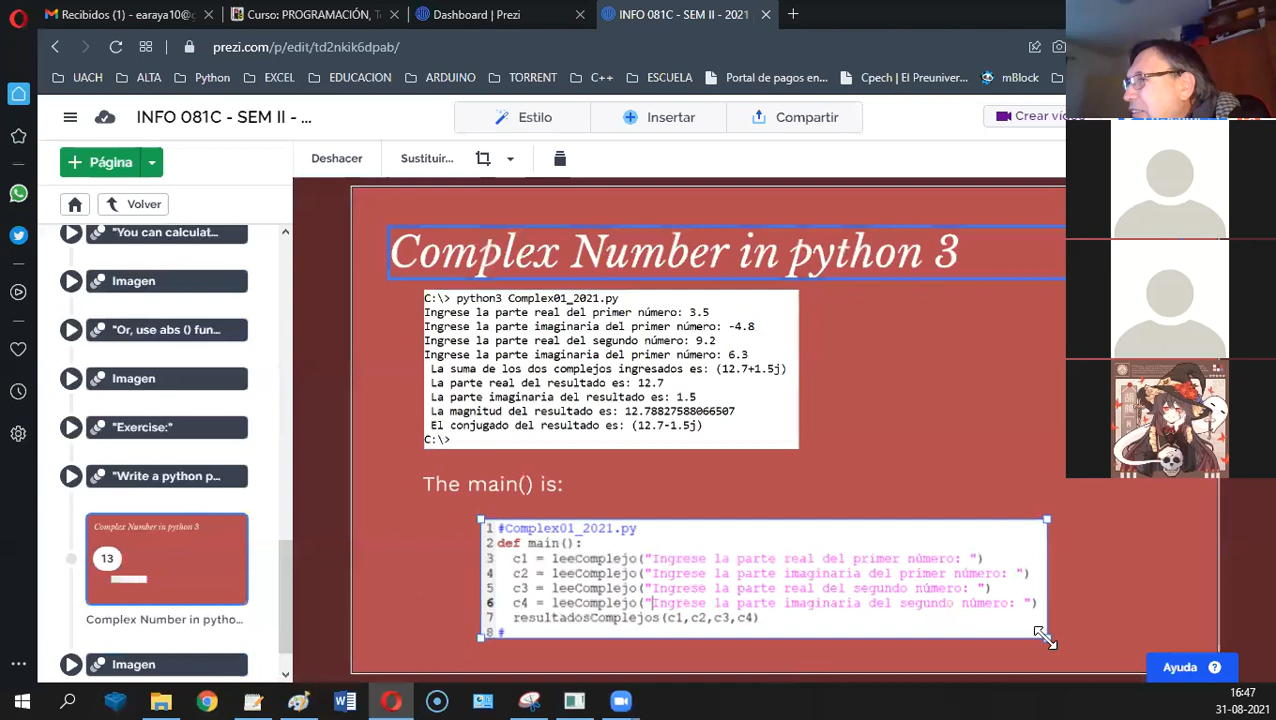 Recibidos (1) - earaya10@g
Curso: PROGRAMACIÓN, T
Dashboard | Prezi
INFO 081C - SEM II - 2021
prezi.com/p/edit/td2nkik6dpab/
UACH
ALTA
Python
EXCEL
EDUCACION
ARDUINO
TORRENT
C++
ESCUELA
Portal de pagos en...
Cpech | El Preuniver...
mBlock
INFO 081C - SEM II - ...
Estilo
Insertar
Compartir
Crear víd
Página
Deshacer
Sustituir...
Volver
"You can calculat...
Imagen
"Or, use abs () fun...
Imagen
"Exercise:"
"Write a python p...
Complex Number in python 3
13
Complex Number in python 3...
Imagen
Complex Number in python 3
C:\> python3 Complex01_2021.py
Ingrese la parte real del primer número: 3.5
Ingrese la parte imaginaria del primer número: -4.8
Ingrese la parte real del segundo número: 9.2
Ingrese la parte imaginaria del primer número: 6.3
La suma de los dos complejos ingresados es: (12.7+1.5j)
La parte real del resultado es: 12.7
La parte imaginaria del resultado es: 1.5
La magnitud del resultado es: 12.78827588066507
El conjugado del resultado es: (12.7-1.5j)
C:\>
The main() is:
1 #Complex01_2021.py
2 def main():
3 c1 = leeComplejo("Ingrese la parte real del primer número: ")
4 c2 = leeComplejo("Ingrese la parte imaginaria del primer número: ")
5 c3 = leeComplejo("Ingrese la parte real del segundo número: ")
6 c4 = leeComplejo("Ingrese la parte imaginaria del segundo número: ")
7 resultadosComplejos(c1,c2,c3,c4)
8 #
Ayuda ?
16:47
31-08-2021